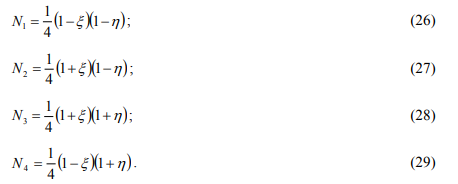 N₁ = 1/4 (1−ξ)(1−η); (26)
N₂ = 1/4 (1+ξ)(1−η); (27)
N₃ = 1/4 (1+ξ)(1+η); (28)
N₄ = 1/4 (1−ξ)(1+η). (29)